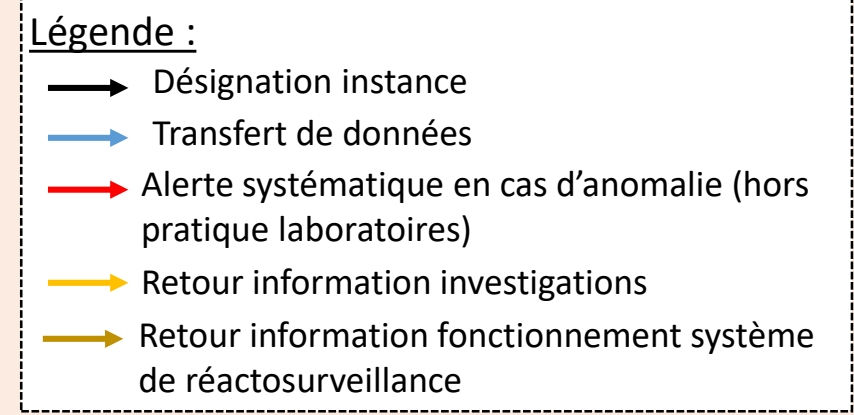 Légende :
Désignation instance
Transfert de données
Alerte systématique en cas d’anomalie (hors
pratique laboratoires)
Retour information investigations
Retour information fonctionnement système
de réactosurveillance